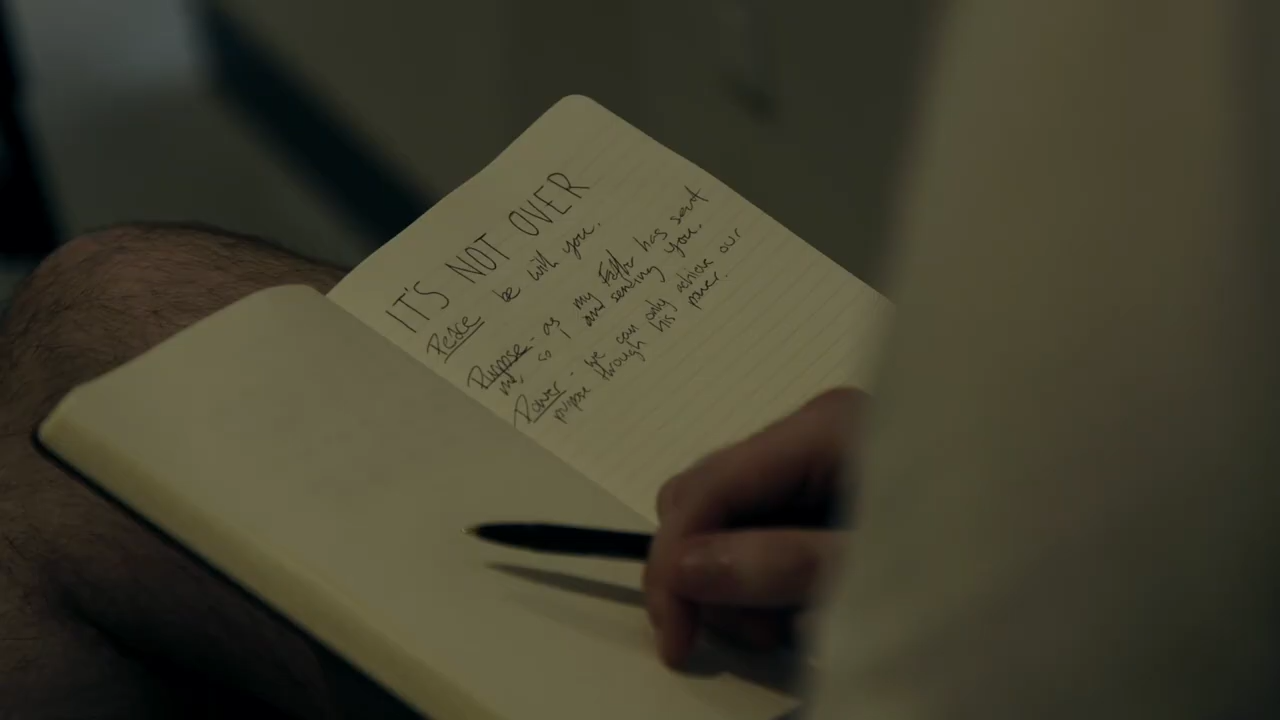 IT'S NOT OVER
Peace be with you.
Purpose - as my Father has sent
me, so I am sending you.
Power - we can only achieve our
purpose through his power.